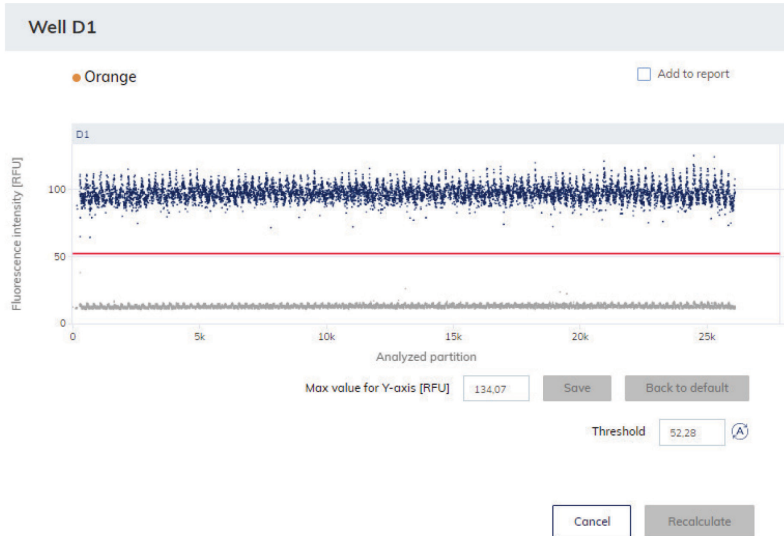 Well D1
Orange
Add to report
D1
Fluorescence intensity [RFU]
100
50
0
0 5k 10k 15k 20k 25k
Analyzed partition
Max value for Y-axis [RFU] 134,07 Save Back to default
Threshold 52,28 A
Cancel Recalculate